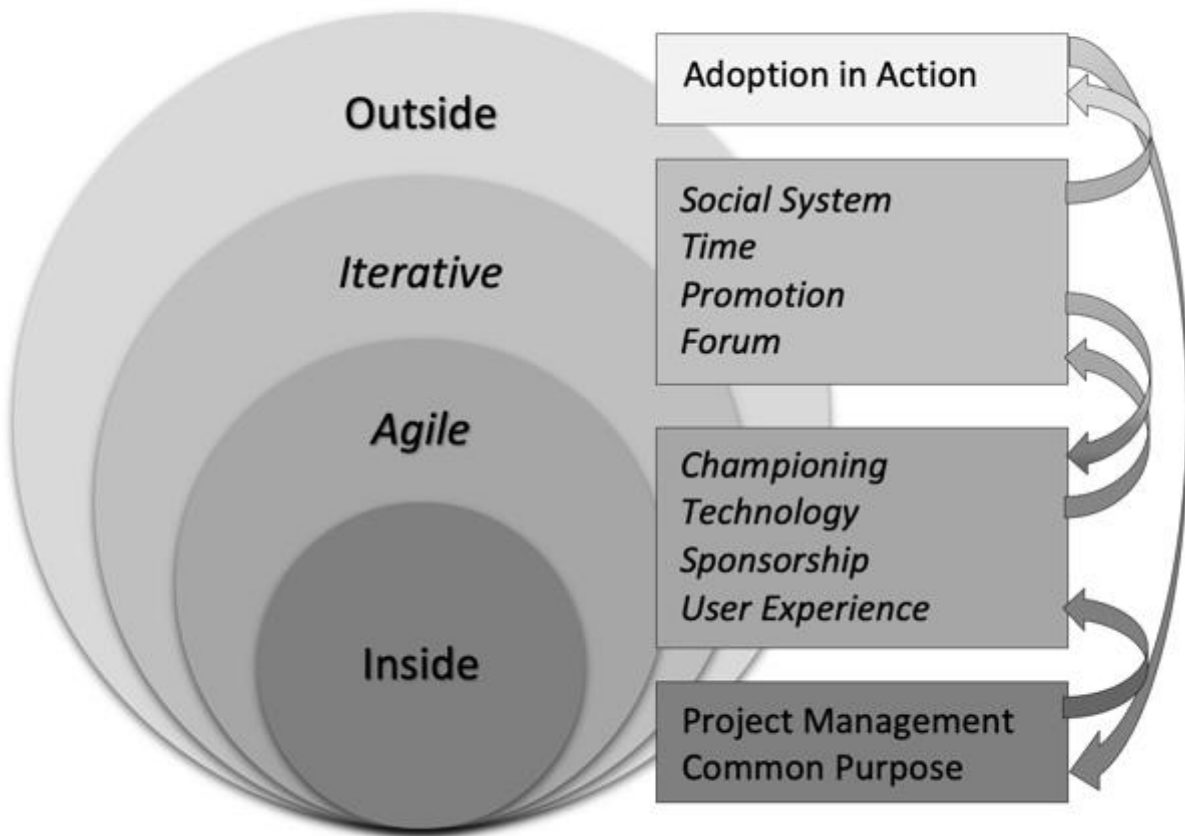 Outside
Iterative
Agile
Inside
Adoption in Action
Social System
Time
Promotion
Forum
Championing
Technology
Sponsorship
User Experience
Project Management
Common Purpose